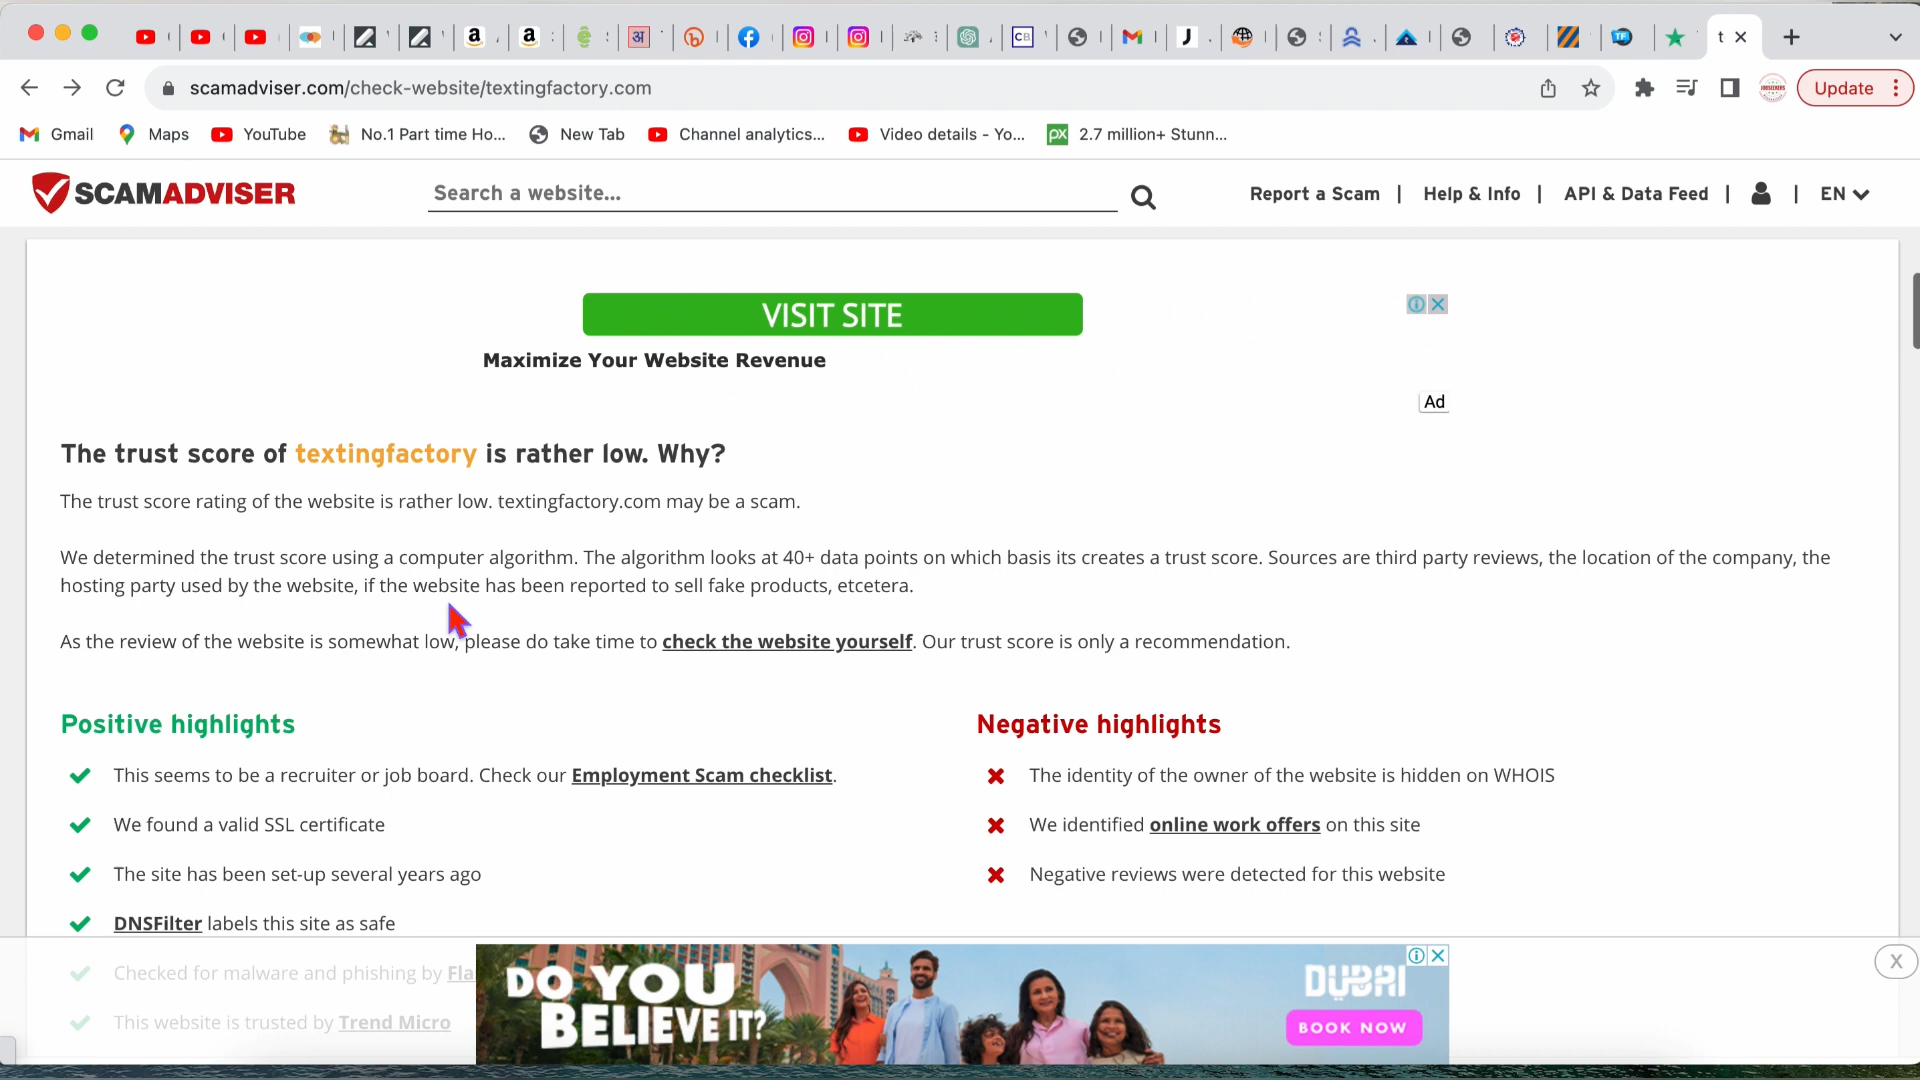 t
scamadviser.com/check-website/textingfactory.com
Update
Gmail
Maps
YouTube
No.1 Part time Ho...
New Tab
Channel analytics...
Video details - Yo...
2.7 million+ Stunn...
SCAMADVISER
Search a website...
Report a Scam | Help & Info | API & Data Feed | | EN
VISIT SITE
Maximize Your Website Revenue
Ad
The trust score of textingfactory is rather low. Why?
The trust score rating of the website is rather low. textingfactory.com may be a scam.
We determined the trust score using a computer algorithm. The algorithm looks at 40+ data points on which basis its creates a trust score. Sources are third party reviews, the location of the company, the
hosting party used by the website, if the website has been reported to sell fake products, etcetera.
As the review of the website is somewhat low, please do take time to check the website yourself. Our trust score is only a recommendation.
Positive highlights
This seems to be a recruiter or job board. Check our Employment Scam checklist.
We found a valid SSL certificate
The site has been set-up several years ago
DNSFilter labels this site as safe
Checked for malware and phishing by Fla
This website is trusted by Trend Micro
Negative highlights
The identity of the owner of the website is hidden on WHOIS
We identified online work offers on this site
Negative reviews were detected for this website
DO YOU
BELIEVE IT?
DUBAI
BOOK NOW
X